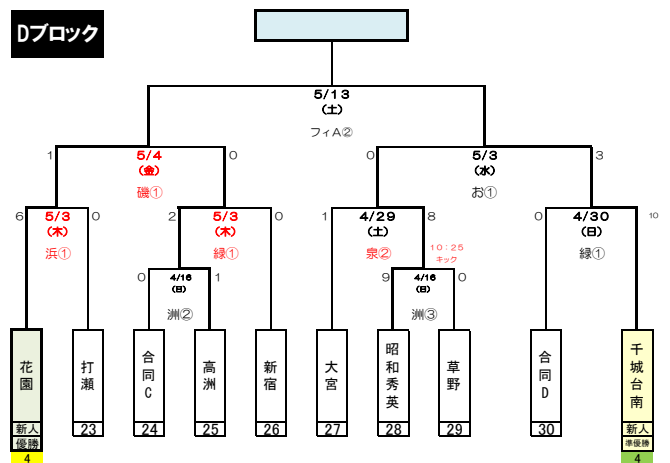 Dブロック
5/13
(土)
フィA②
1
5/4
(金)
0
0
5/3
(水)
3
磯①
お①
6
5/3
(木)
0
2
5/3
(木)
0
1
4/29
(土)
8
0
4/30
(日)
10
浜①
緑①
泉②
10:25
キック
緑①
0
4/16
(日)
1
9
4/16
(日)
0
洲②
洲③
花園
打瀬
合同C
高洲
新宿
大宮
昭和秀英
草野
合同D
千城台南
新人
23
24
25
26
27
28
29
30
新人
優勝
準優勝
4
4